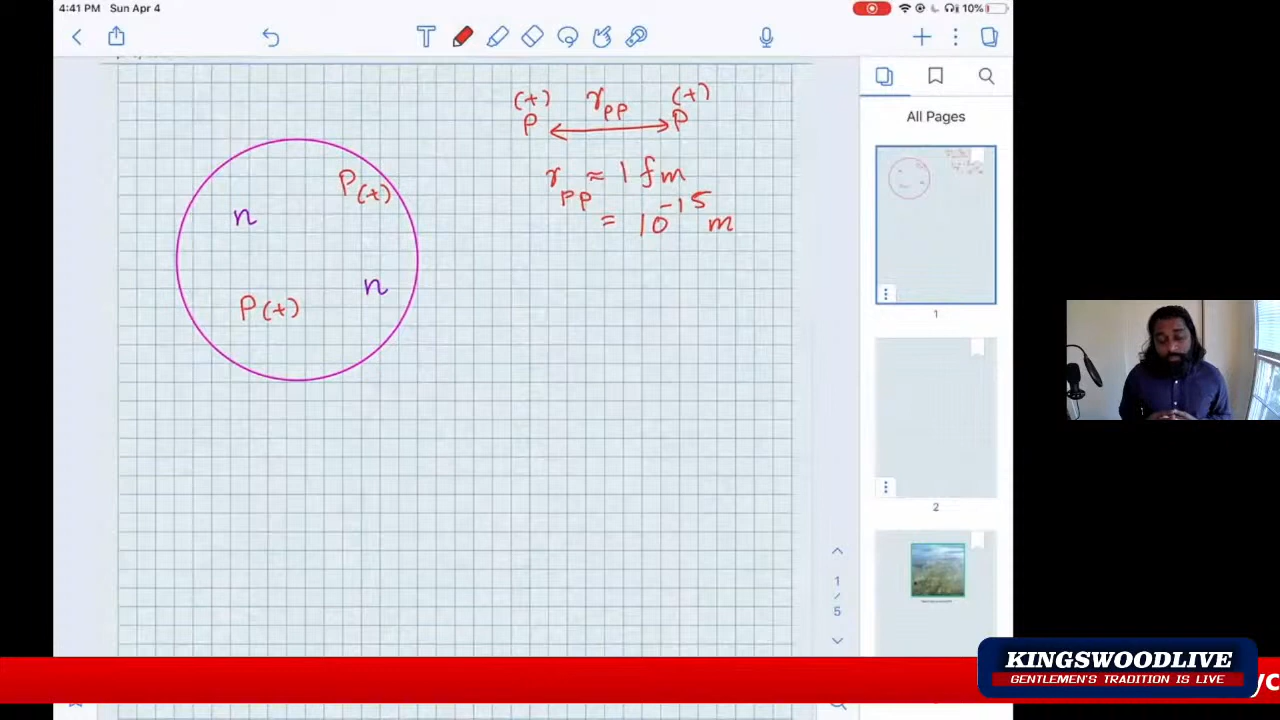 4:41 PM Sun Apr 4
10%
(+) r pp (+)
P P
r pp ≈ 1 fm
= 10^-15 m
P(+)
n
n
P(+)
All Pages
1
2
1
/
5
KINGSWOODLIVE
GENTLEMEN'S TRADITION IS LIVE
yc